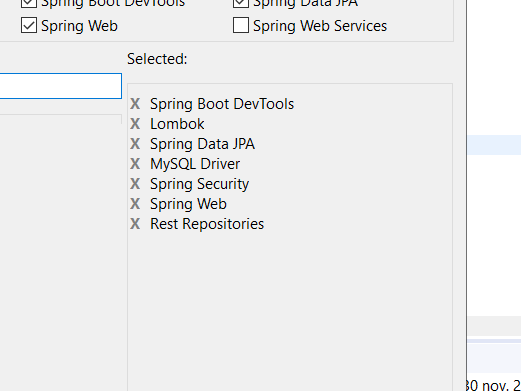 Spring Boot DevTools Spring Data JPA
Spring Web Spring Web Services
Selected:
X Spring Boot DevTools
X Lombok
X Spring Data JPA
X MySQL Driver
X Spring Security
X Spring Web
X Rest Repositories
30 nov. 2